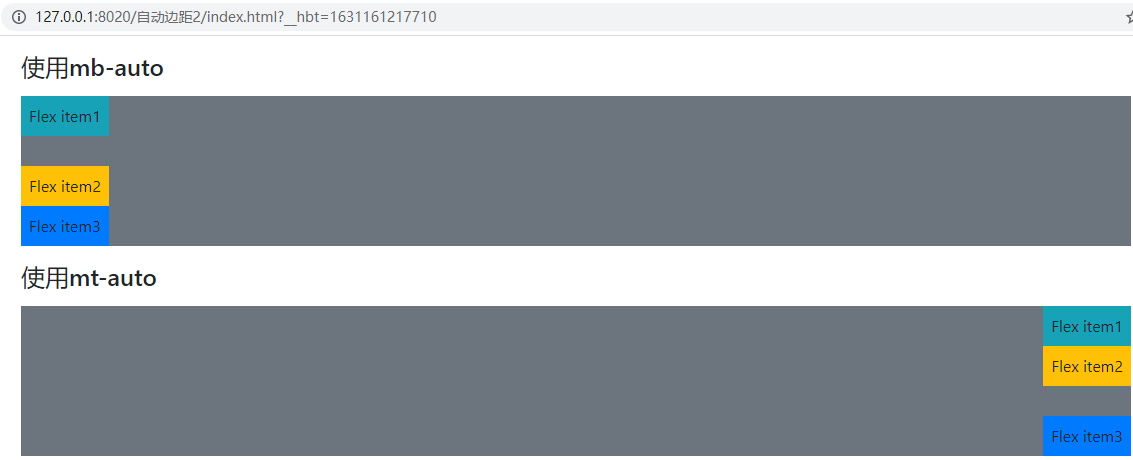 127.0.0.1:8020/自动边距2/index.html?__hbt=1631161217710
使用mb-auto
Flex item1
Flex item2
Flex item3
使用mt-auto
Flex item1
Flex item2
Flex item3